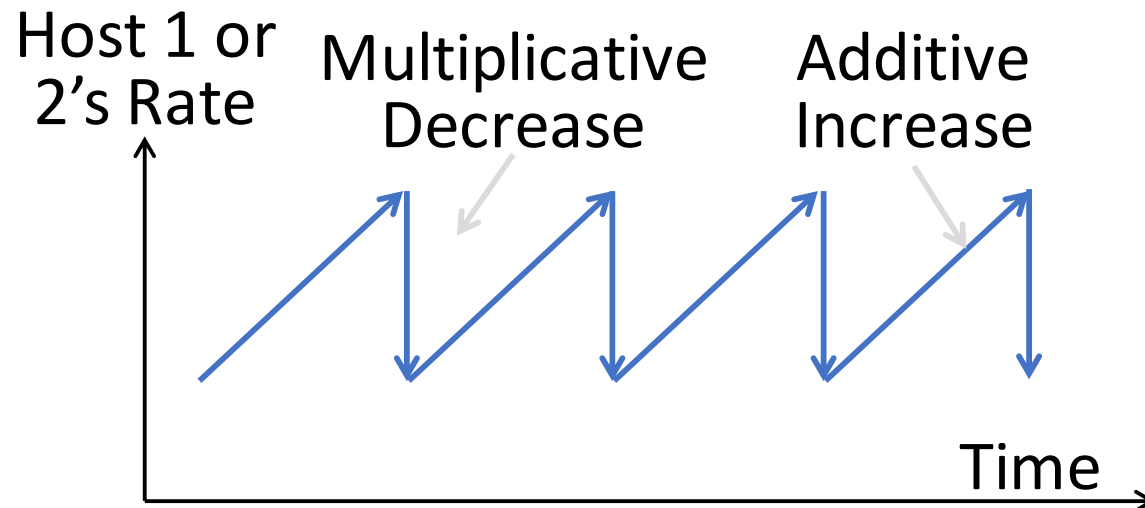 Host 1 or
2’s Rate
Multiplicative
Decrease
Additive
Increase
Time